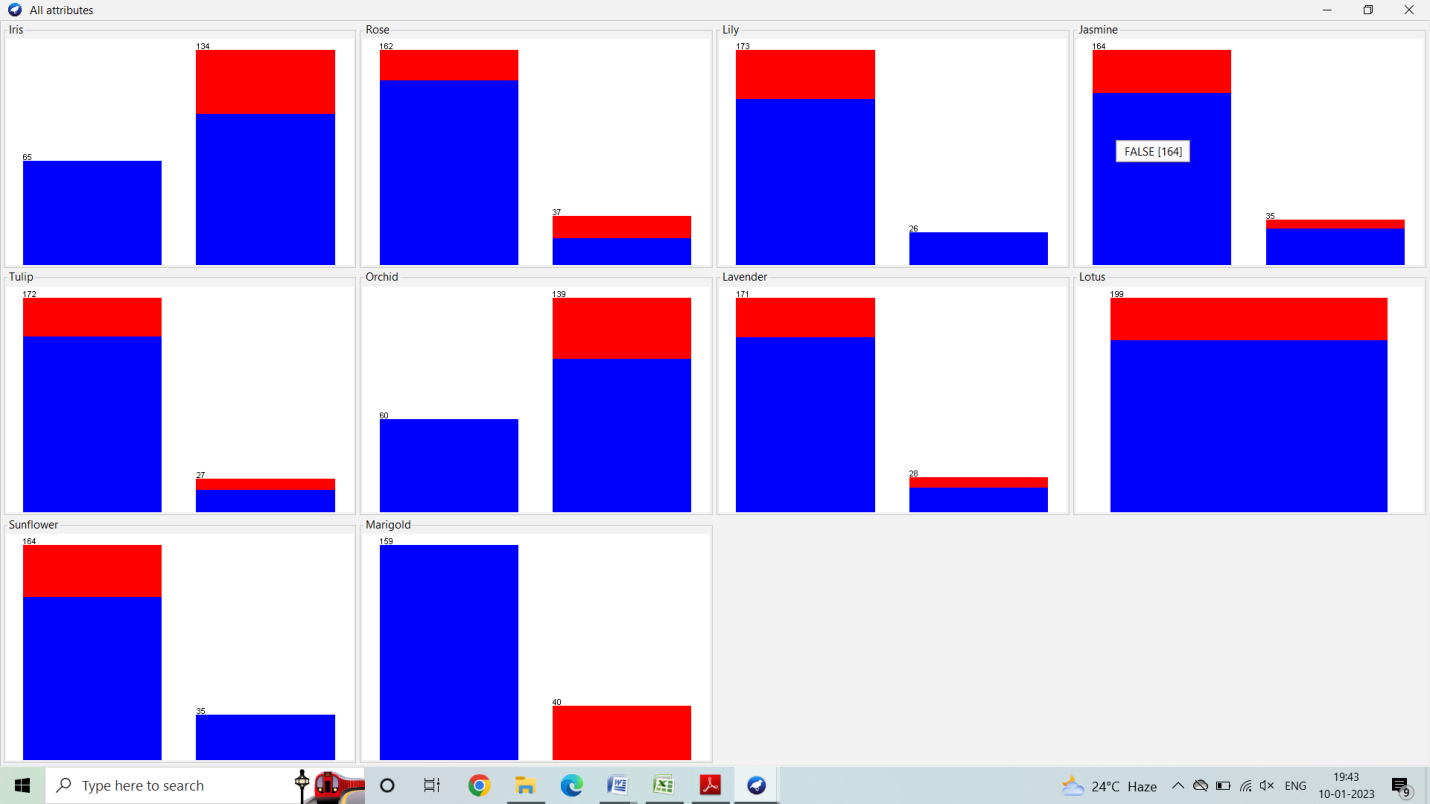 All attributes
Iris
65
134
Rose
162
37
Lily
173
26
Jasmine
164
35
FALSE [164]
Tulip
172
27
Orchid
60
139
Lavender
171
28
Lotus
199
Sunflower
164
35
Marigold
159
40
Type here to search
24°C Haze
ENG
19:43
10-01-2023
9